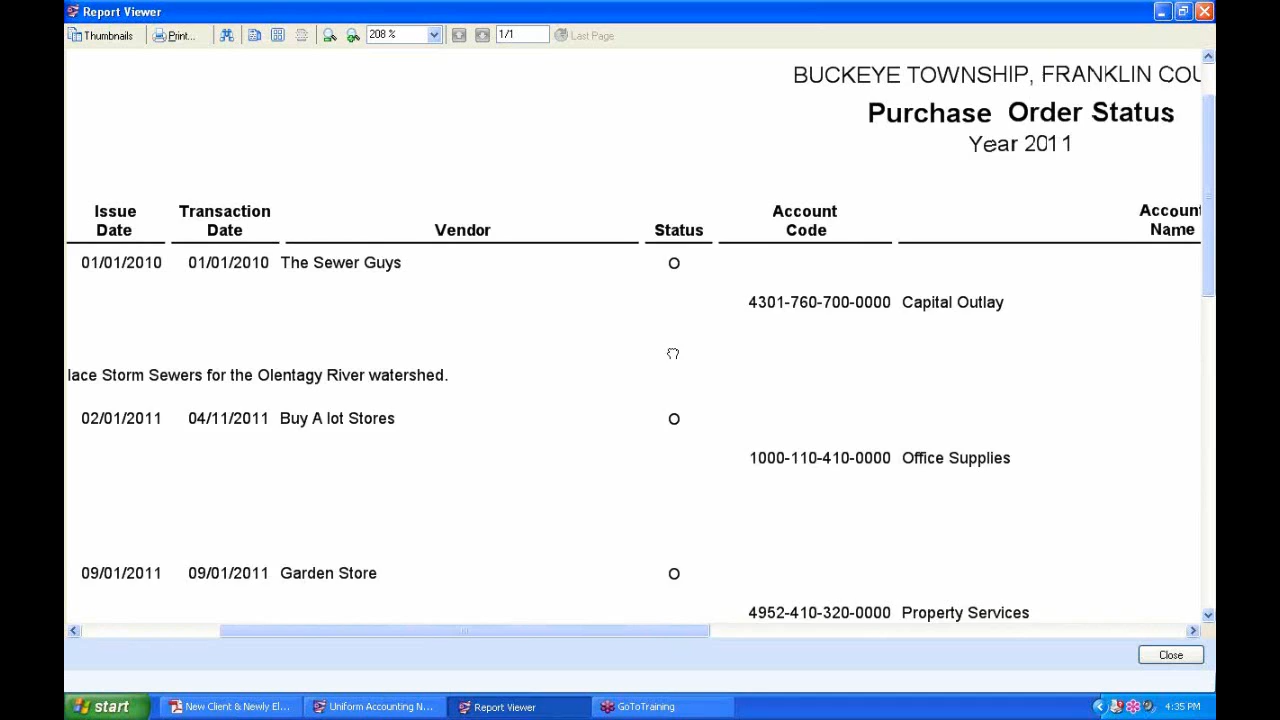 Report Viewer
Thumbnails Print... 208 % 1/1 Last Page
BUCKEYE TOWNSHIP, FRANKLIN COU
Purchase Order Status
Year 2011
Issue Date Transaction Date Vendor Status Account Code Account Name
01/01/2010 01/01/2010 The Sewer Guys O
4301-760-700-0000 Capital Outlay
lace Storm Sewers for the Olentagy River watershed.
02/01/2011 04/11/2011 Buy A lot Stores O
1000-110-410-0000 Office Supplies
09/01/2011 09/01/2011 Garden Store O
4952-410-320-0000 Property Services
Close
start New Client & Newly El... Uniform Accounting N... Report Viewer GoToTraining 4:35 PM